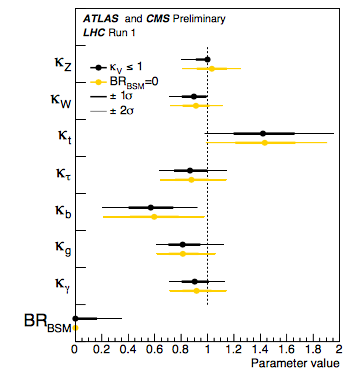 ATLAS and CMS Preliminary
LHC Run 1
κZ
κV ≤ 1
BRBSM=0
κW
± 1σ
± 2σ
κt
κτ
κb
κg
κγ
BRBSM
0 0.2 0.4 0.6 0.8 1 1.2 1.4 1.6 1.8 2
Parameter value